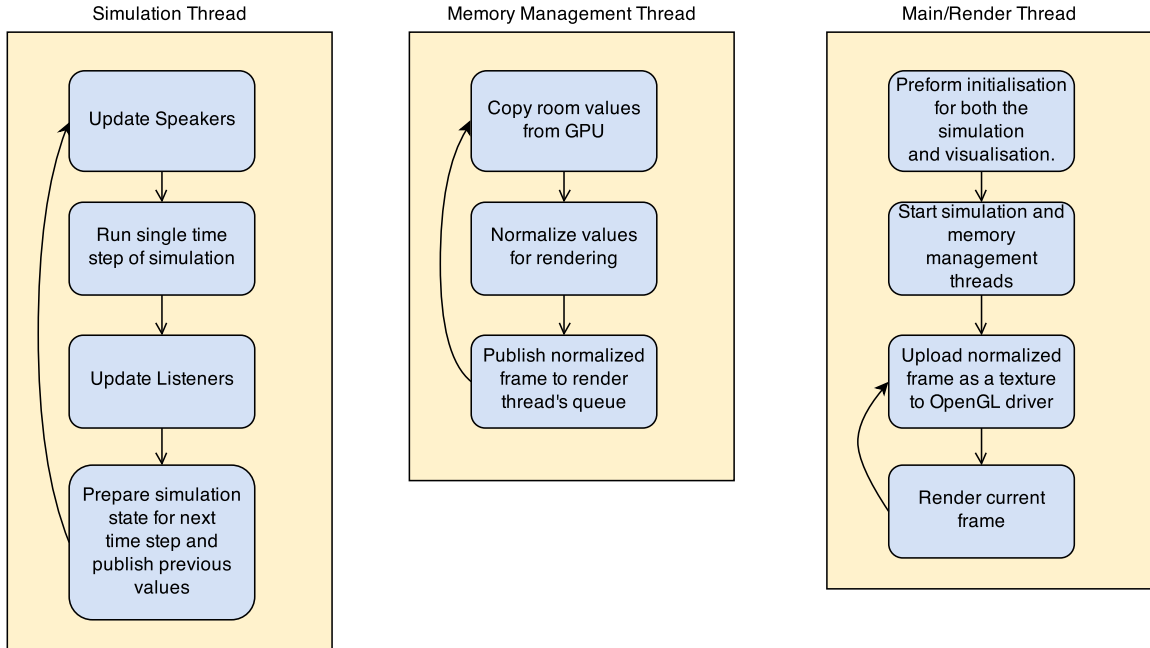 Simulation Thread
Update Speakers
Run single time
step of simulation
Update Listeners
Prepare simulation
state for next
time step and
publish previous
values
Memory Management Thread
Copy room values
from GPU
Normalize values
for rendering
Publish normalized
frame to render
thread's queue
Main/Render Thread
Preform initialisation
for both the
simulation
and visualisation.
Start simulation and
memory
management
threads
Upload normalized
frame as a texture
to OpenGL driver
Render current
frame